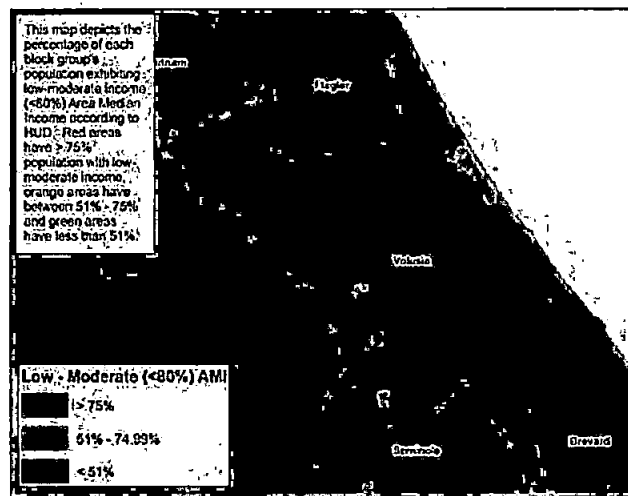 This map depicts the
percentage of each
block group's
population exhibiting
low-moderate income
(<80%) Area Median
Income according to
HUD. Red areas
have > 75%
population with low-
moderate income,
orange areas have
between 51% - 75%
and green areas
have less than 51%.
Flagler
Volusia
Seminole
Brevard
Low - Moderate (<80%) AMI
> 75%
51% - 74.99%
< 51%